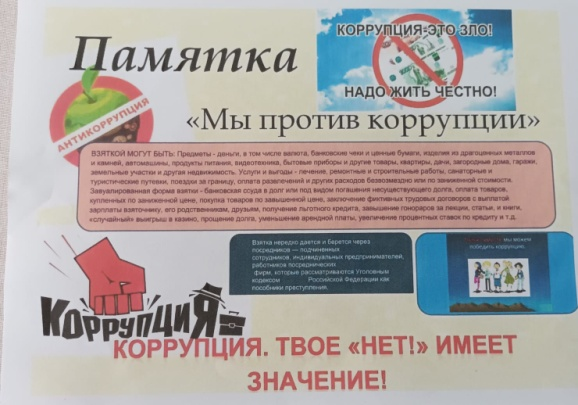 Памятка
КОРРУПЦИЯ-ЭТО ЗЛО!
НАДО ЖИТЬ ЧЕСТНО!
АНТИКОРРУПЦИЯ
«Мы против коррупции»
ВЗЯТКОЙ МОГУТ БЫТЬ: Предметы - деньги, в том числе валюта, банковские чеки и ценные бумаги, изделия из драгоценных металлов
и камней, автомашины, продукты питания, видеотехника, бытовые приборы и другие товары, квартиры, дачи, загородные дома, гаражи,
земельные участки и другая недвижимость. Услуги и выгоды - лечение, ремонтные и строительные работы, санаторные и
туристические путевки, поездки за границу, оплата развлечений и других расходов безвозмездно или по заниженной стоимости.
Завуалированная форма взятки - банковская ссуда в долг или под видом погашения несуществующего долга, оплата товаров,
купленных по заниженной цене, покупка товаров по завышенной цене, заключение фиктивных трудовых договоров с выплатой
зарплаты взяточнику, его родственникам, друзьям, получение льготного кредита, завышение гонораров за лекции, статьи, и книги,
«случайный» выигрыш в казино, прощение долга, уменьшение арендной платы, увеличение процентных ставок по кредиту и т.д.
Взятка нередко дается и берется через
посредников — подчиненных
сотрудников, индивидуальных предпринимателей,
работников посреднических
фирм, которые рассматриваются Уголовным
кодексом Российской Федерации как
пособники преступления.
мы можем
победить коррупцию.
Коррупция
КОРРУПЦИЯ. ТВОЕ «НЕТ!» ИМЕЕТ
ЗНАЧЕНИЕ!